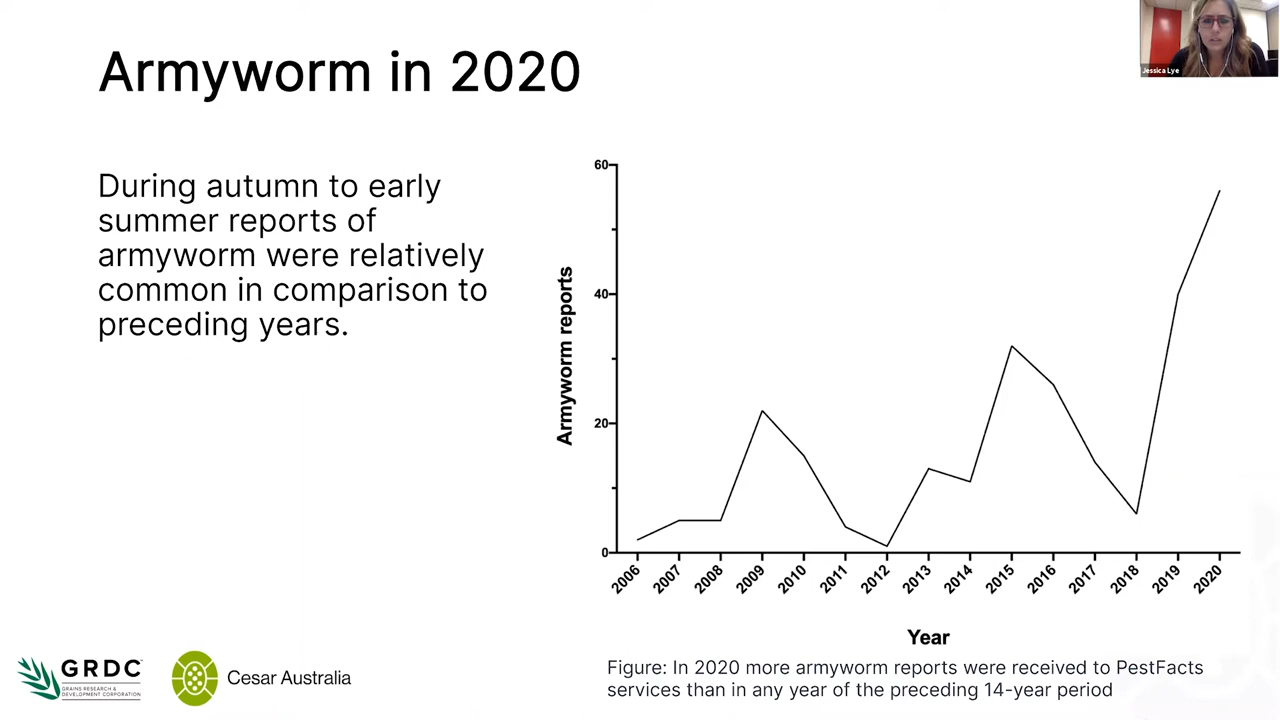 Armyworm in 2020
Jessica Lye
During autumn to early
summer reports of
armyworm were relatively
common in comparison to
preceding years.
Armyworm reports
60
40
20
0
2006
2007
2008
2009
2010
2011
2012
2013
2014
2015
2016
2017
2018
2019
2020
Year
Figure: In 2020 more armyworm reports were received to PestFacts
services than in any year of the preceding 14-year period
GRDC
GRAINS RESEARCH &
DEVELOPMENT CORPORATION
Cesar Australia